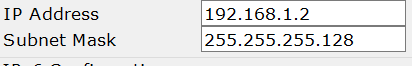 IP Address 192.168.1.2
Subnet Mask 255.255.255.128